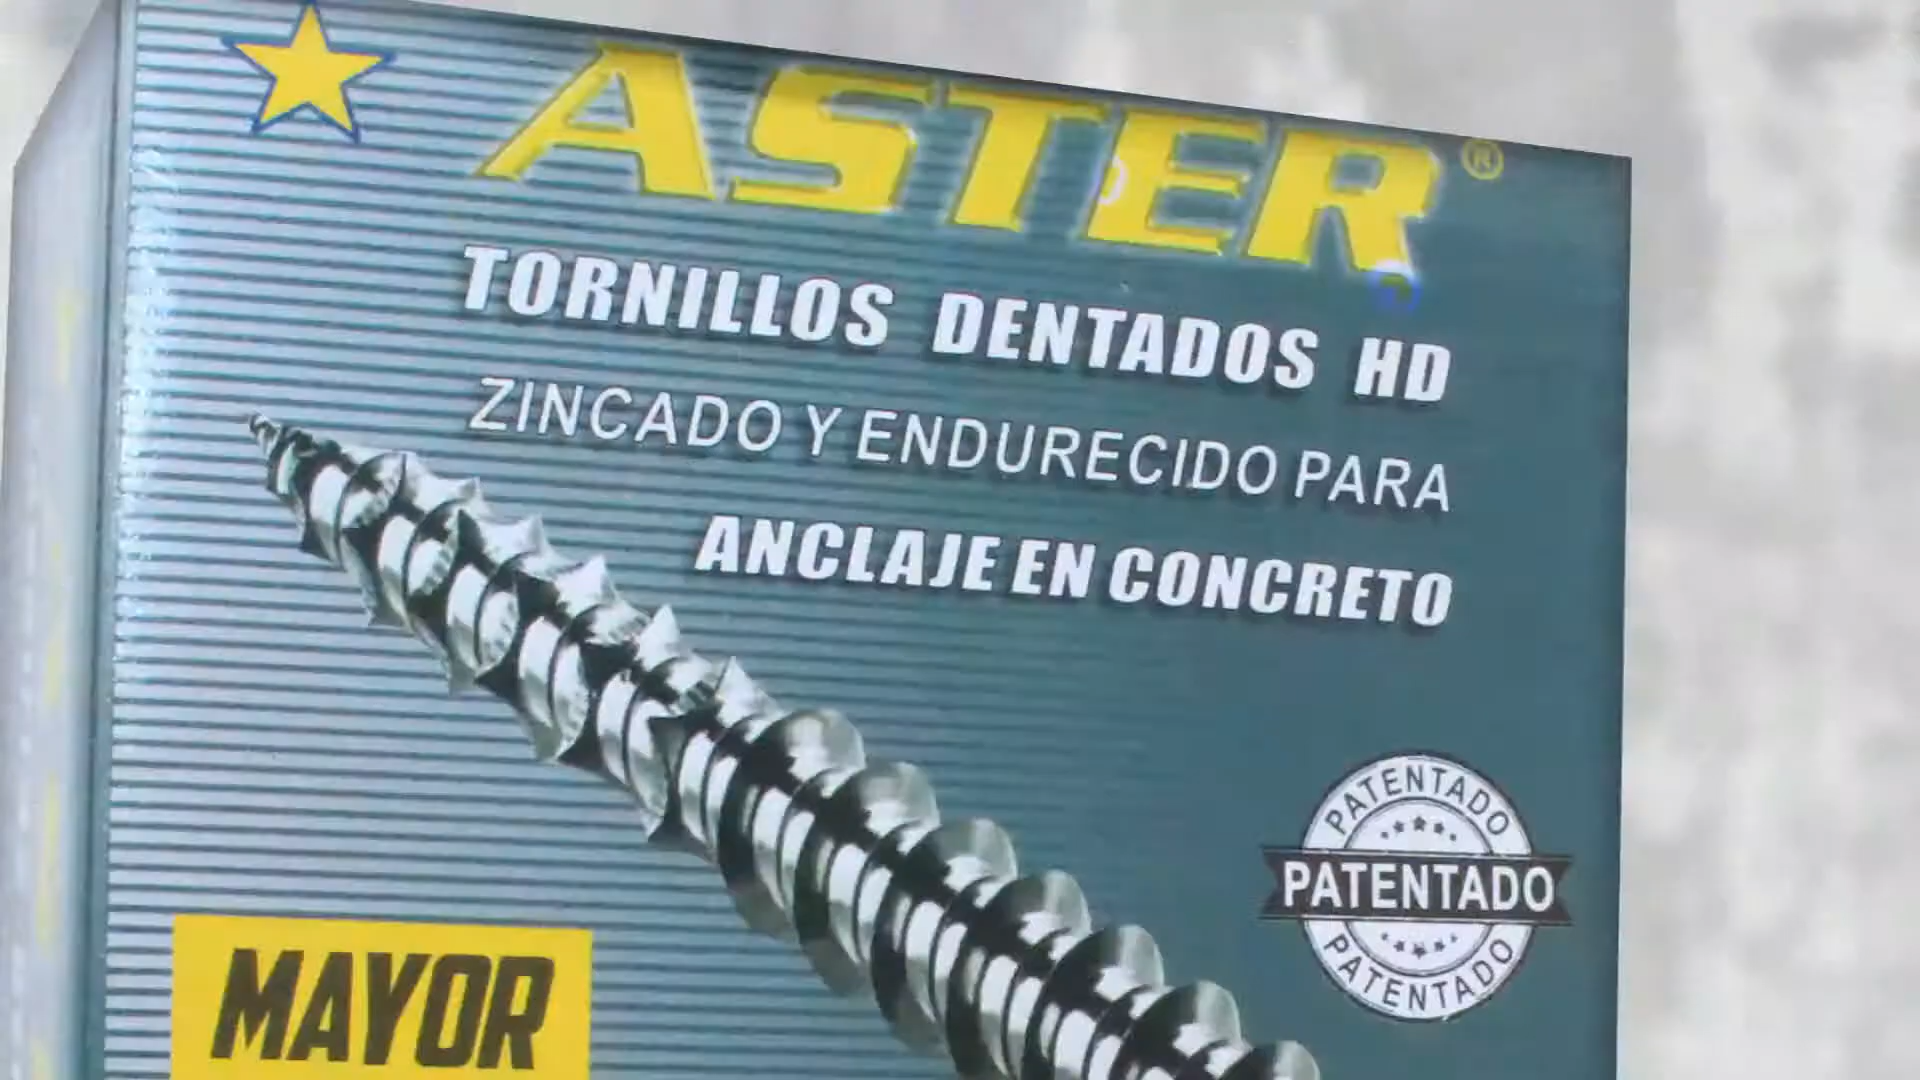 ASTER®
TORNILLOS DENTADOS HD
ZINCADO Y ENDURECIDO PARA
ANCLAJE EN CONCRETO
PATENTADO
PATENTADO
PATENTADO
MAYOR